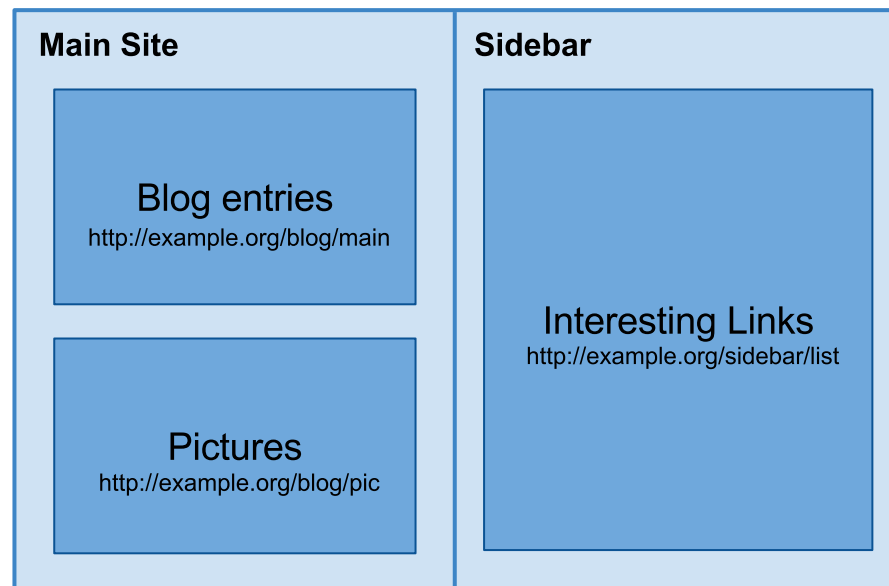 Main Site
Blog entries
http://example.org/blog/main
Pictures
http://example.org/blog/pic
Sidebar
Interesting Links
http://example.org/sidebar/list